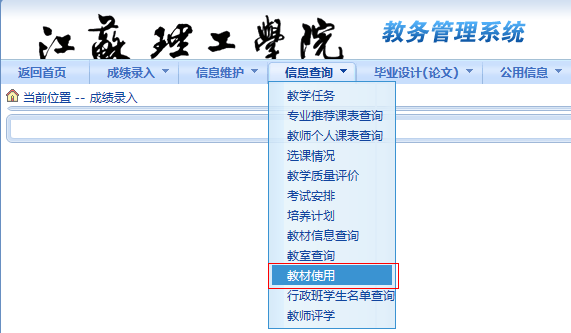 江蘇理工學院 教务管理系统
返回首页 成绩录入 信息维护 信息查询 毕业设计(论文) 公用信息
当前位置 -- 成绩录入
教学任务
专业推荐课表查询
教师个人课表查询
选课情况
教学质量评价
考试安排
培养计划
教材信息查询
教室查询
教材使用
行政班学生名单查询
教师评学